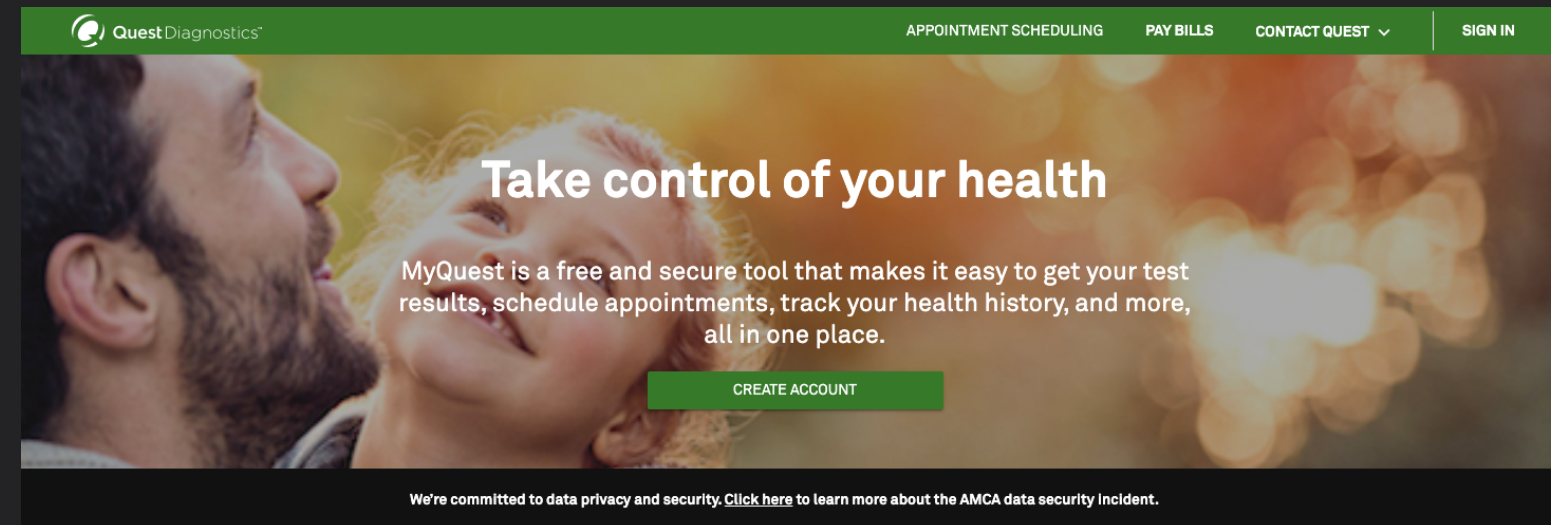 Quest Diagnostics™
APPOINTMENT SCHEDULING
PAY BILLS
CONTACT QUEST
SIGN IN
Take control of your health
MyQuest is a free and secure tool that makes it easy to get your test
results, schedule appointments, track your health history, and more,
all in one place.
CREATE ACCOUNT
We're committed to data privacy and security. Click here to learn more about the AMCA data security incident.